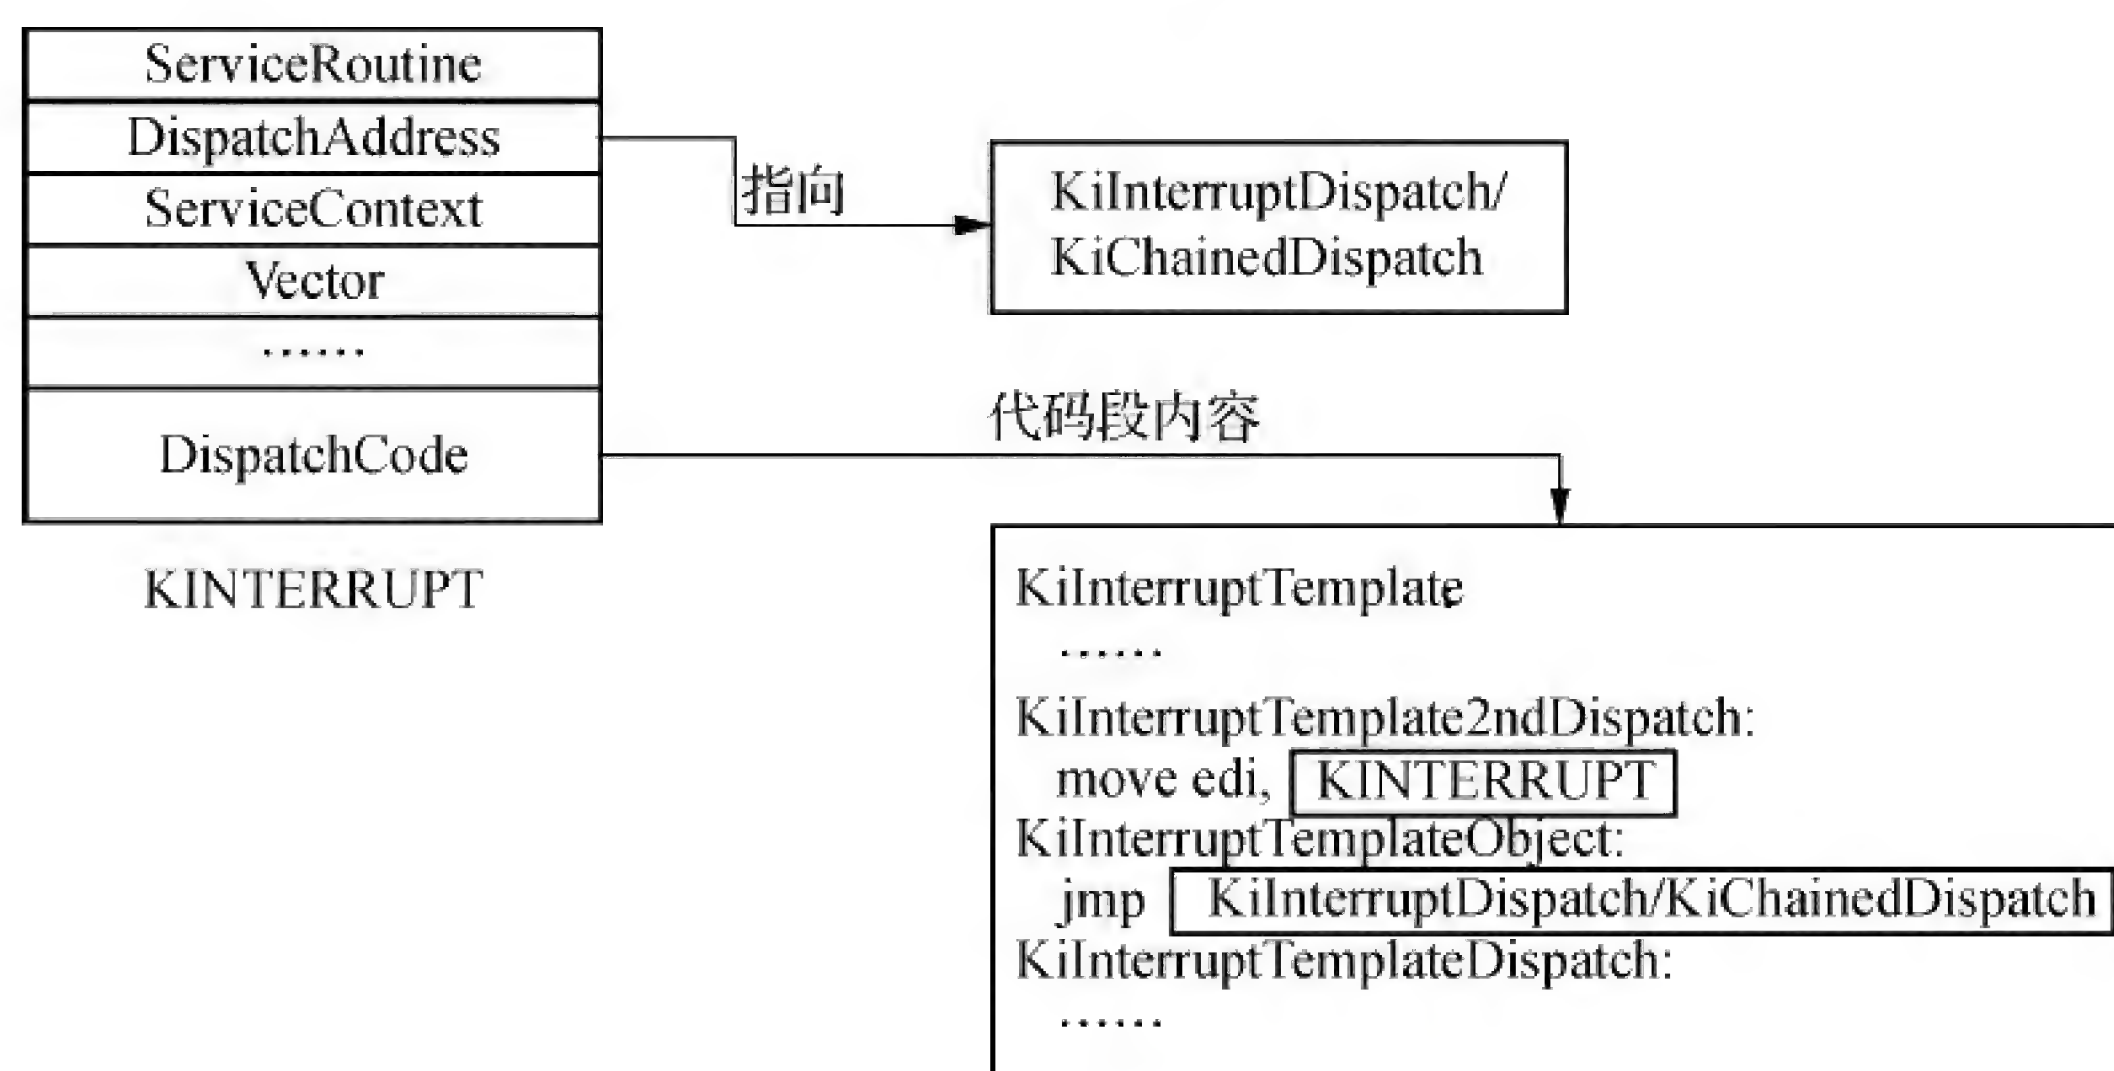 ServiceRoutine
DispatchAddress
ServiceContext
Vector
……
DispatchCode
KINTERRUPT
指向
KiInterruptDispatch/
KiChainedDispatch
代码段内容
KiInterruptTemplate
……
KiInterruptTemplate2ndDispatch:
move edi, KINTERRUPT
KiInterruptTemplateObject:
jmp KiInterruptDispatch/KiChainedDispatch
KiInterruptTemplateDispatch:
……